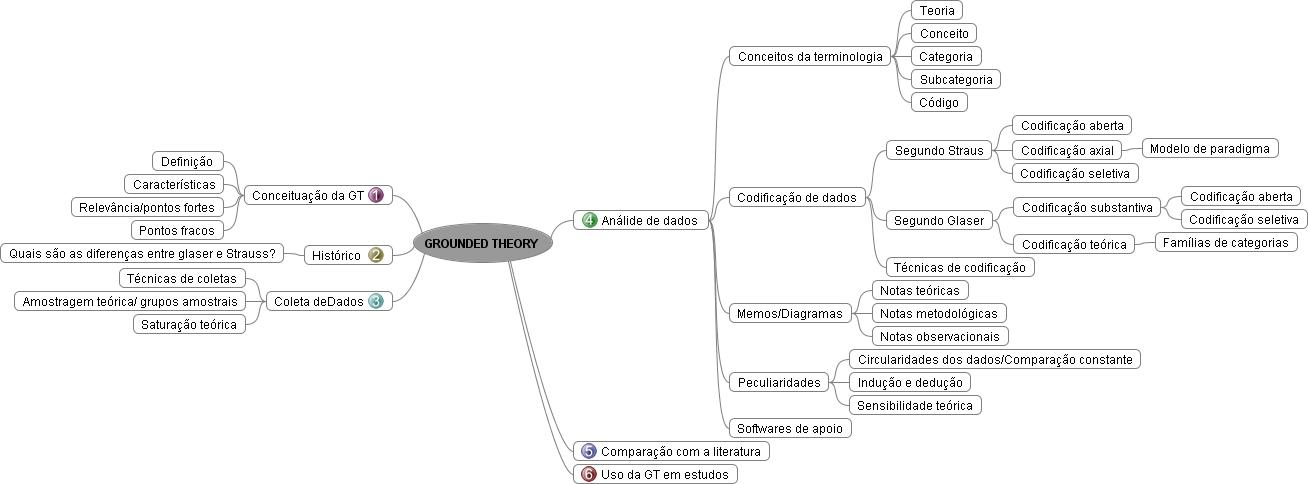 GROUNDED THEORY
1
Conceituação da GT
Definição
Características
Relevância/pontos fortes
Pontos fracos
2
Histórico
Quais são as diferenças entre glaser e Strauss?
3
Coleta deDados
Técnicas de coletas
Amostragem teórica/ grupos amostrais
Saturação teórica
4
Análide de dados
Conceitos da terminologia
Teoria
Conceito
Categoria
Subcategoria
Código
Codificação de dados
Segundo Straus
Codificação aberta
Codificação axial
Modelo de paradigma
Codificação seletiva
Segundo Glaser
Codificação substantiva
Codificação aberta
Codificação seletiva
Codificação teórica
Famílias de categorias
Técnicas de codificação
Memos/Diagramas
Notas teóricas
Notas metodológicas
Notas observacionais
Peculiaridades
Circularidades dos dados/Comparação constante
Indução e dedução
Sensibilidade teórica
Softwares de apoio
5
Comparação com a literatura
6
Uso da GT em estudos